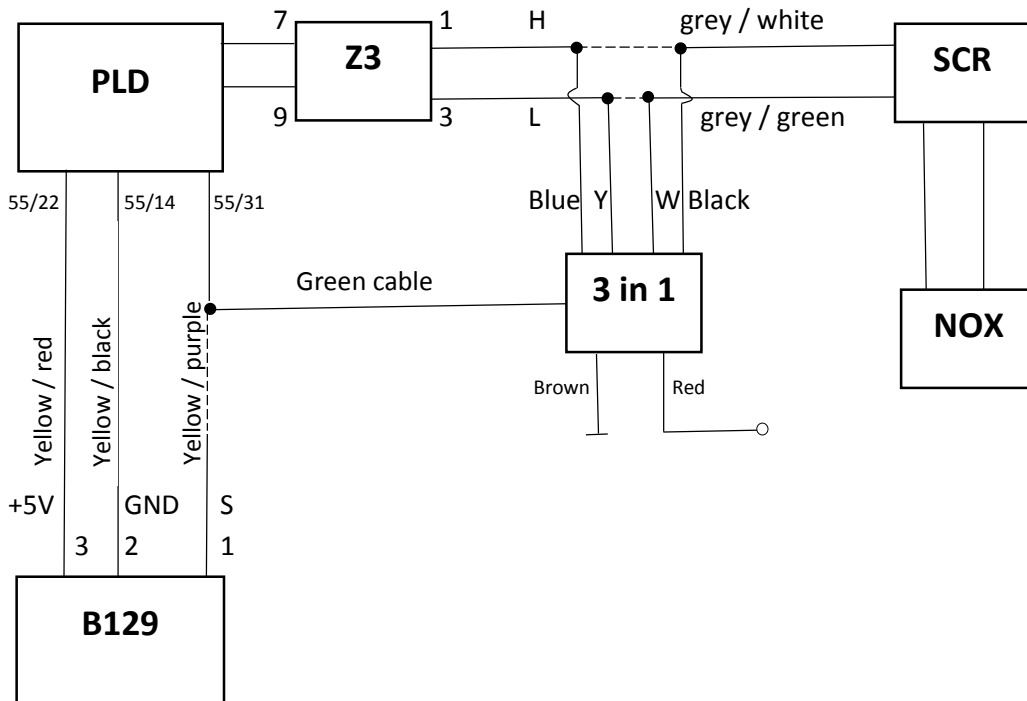 7
1
H
grey / white
PLD
Z3
SCR
9
3
L
grey / green
55/22
55/14
55/31
Blue
Y
W
Black
Green cable
3 in 1
NOX
Yellow / red
Yellow / black
Yellow / purple
Brown
Red
+5V
GND
S
3
2
1
B129